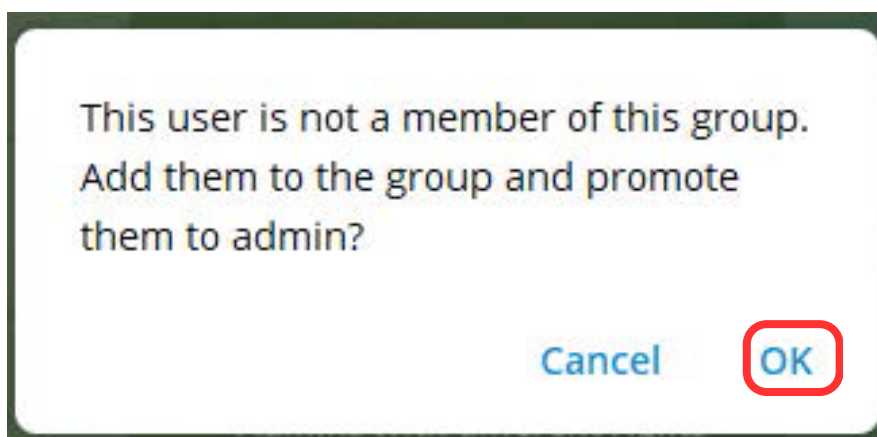 This user is not a member of this group.
Add them to the group and promote
them to admin?
Cancel OK